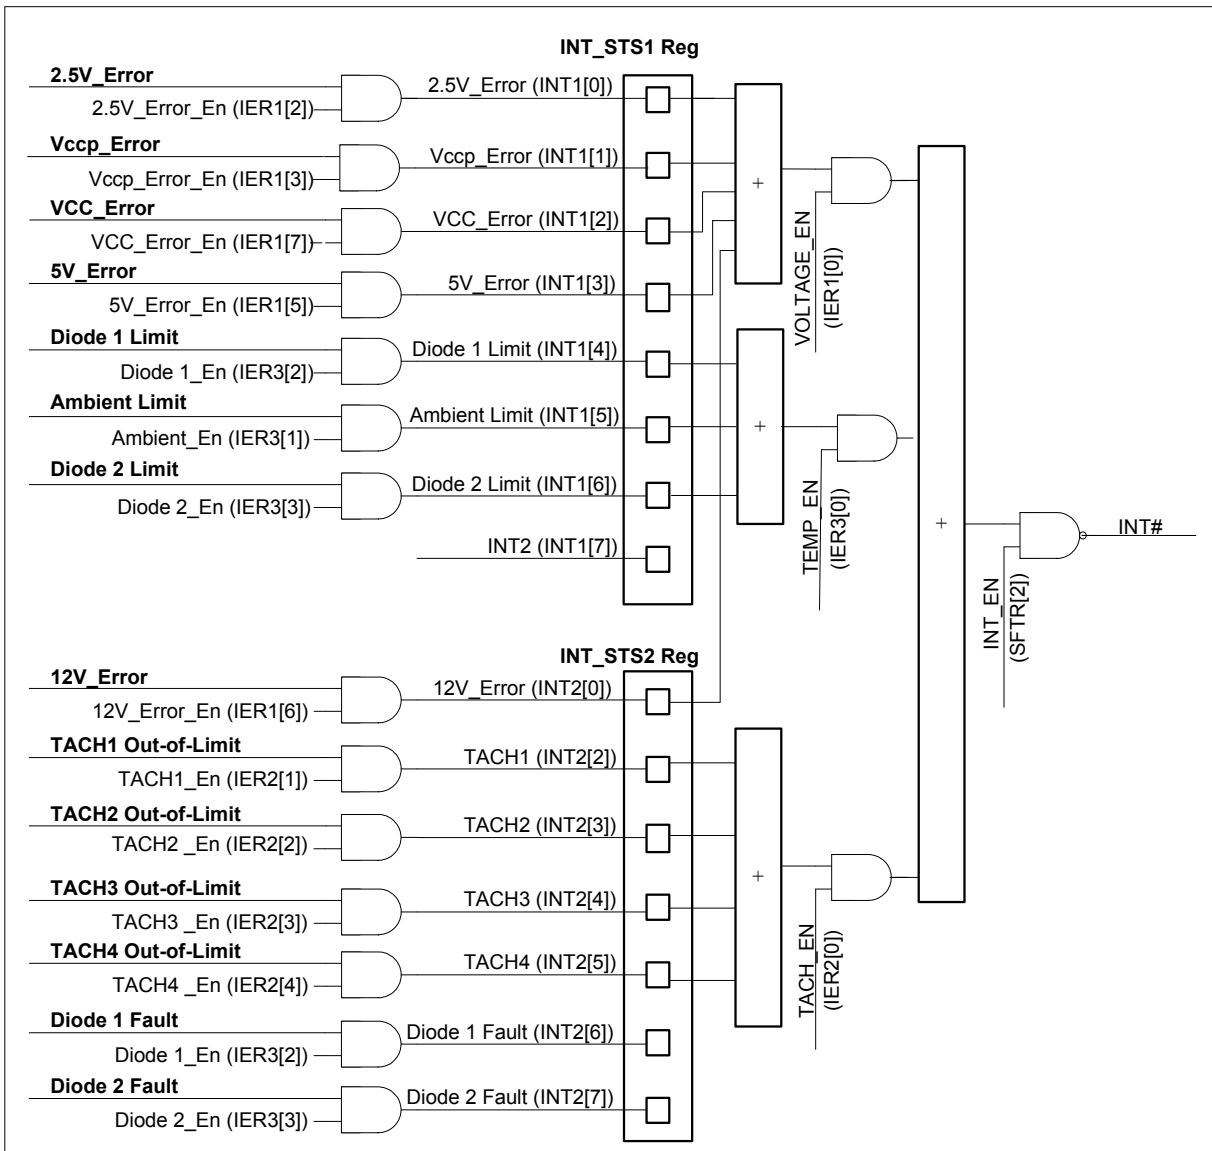 INT_STS1 Reg
2.5V_Error
2.5V_Error_En (IER1[2])
2.5V_Error (INT1[0])
Vccp_Error
Vccp_Error_En (IER1[3])
Vccp_Error (INT1[1])
VCC_Error
VCC_Error_En (IER1[7])
VCC_Error (INT1[2])
5V_Error
5V_Error_En (IER1[5])
5V_Error (INT1[3])
Diode 1 Limit
Diode 1_En (IER3[2])
Diode 1 Limit (INT1[4])
Ambient Limit
Ambient_En (IER3[1])
Ambient Limit (INT1[5])
Diode 2 Limit
Diode 2_En (IER3[3])
Diode 2 Limit (INT1[6])
INT2 (INT1[7])
+
VOLTAGE_EN
(IER1[0])
+
TEMP_EN
(IER3[0])
+
INT_EN
(SFTR[2])
INT#
INT_STS2 Reg
12V_Error
12V_Error_En (IER1[6])
12V_Error (INT2[0])
TACH1 Out-of-Limit
TACH1_En (IER2[1])
TACH1 (INT2[2])
TACH2 Out-of-Limit
TACH2 _En (IER2[2])
TACH2 (INT2[3])
TACH3 Out-of-Limit
TACH3 _En (IER2[3])
TACH3 (INT2[4])
TACH4 Out-of-Limit
TACH4 _En (IER2[4])
TACH4 (INT2[5])
Diode 1 Fault
Diode 1_En (IER3[2])
Diode 1 Fault (INT2[6])
Diode 2 Fault
Diode 2_En (IER3[3])
Diode 2 Fault (INT2[7])
+
TACH_EN
(IER2[0])